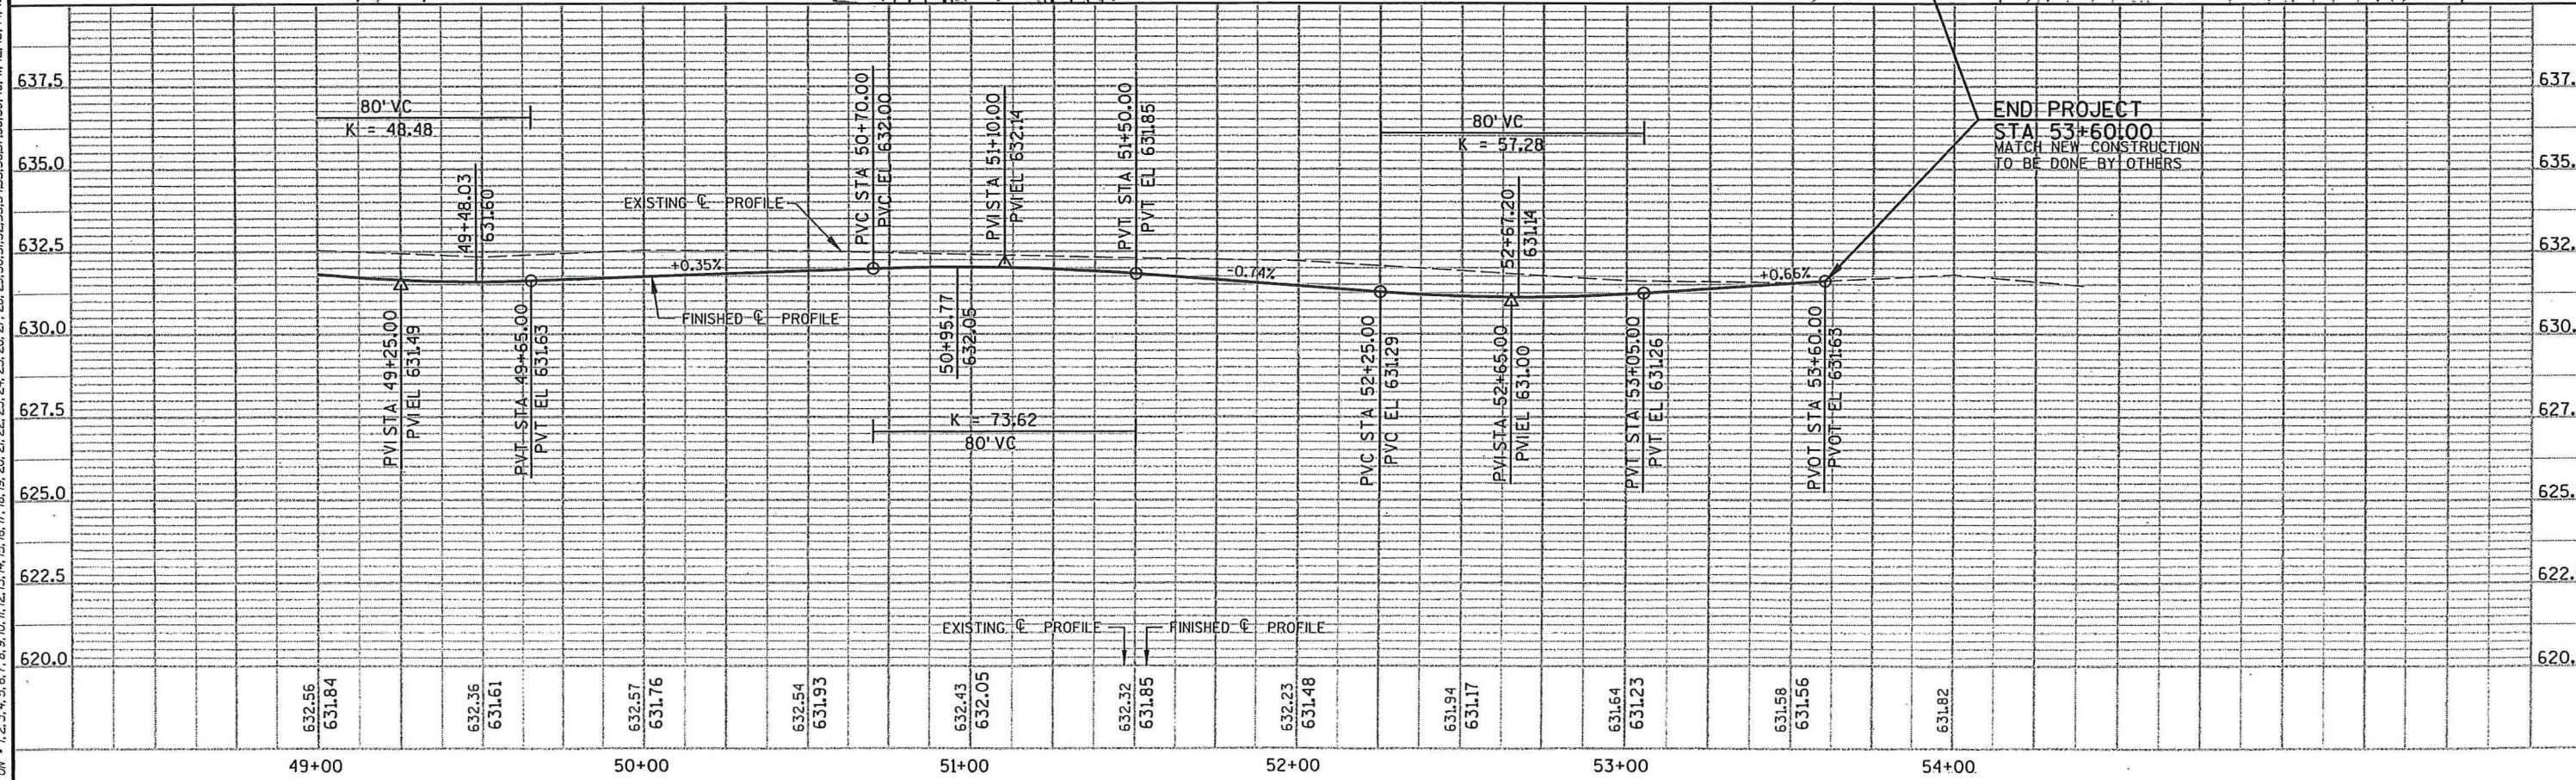 637.5
635.0
632.5
630.0
627.5
625.0
622.5
620.0
80' VC
K = 48.48
49+48.03
631.60
PVI STA 49+25.00
PVI EL 631.49
PVT STA 49+65.00
PVT EL 631.63
EXISTING ℄ PROFILE
+0.35%
FINISHED ℄ PROFILE
PVC STA 50+70.00
PVC EL 632.00
PVI STA 51+10.00
PVI EL 632.14
PVT STA 51+50.00
PVT EL 631.85
50+95.77
632.05
K = 73.62
80' VC
-0.74%
80' VC
K = 57.28
52+67.20
631.14
PVC STA 52+25.00
PVC EL 631.29
PVI STA 52+65.00
PVI EL 631.00
PVT STA 53+05.00
PVT EL 631.26
+0.66%
PVOT STA 53+60.00
PVOT EL 631.63
END PROJECT
STA 53+60.00
MATCH NEW CONSTRUCTION
TO BE DONE BY OTHERS
637.
635.
632.
630.
627.
625.
622.
620.
EXISTING ℄ PROFILE
FINISHED ℄ PROFILE
632.56
631.84
632.36
631.61
632.57
631.76
632.54
631.93
632.43
632.05
632.32
631.85
632.23
631.48
631.94
631.17
631.64
631.23
631.58
631.56
631.82
49+00
50+00
51+00
52+00
53+00
54+00